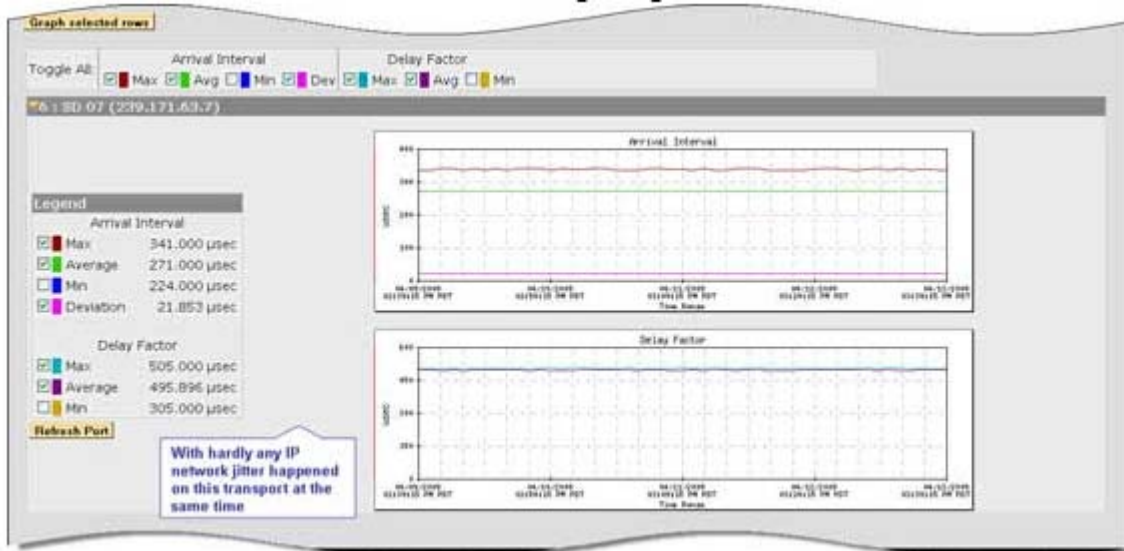 Graph selected rows
Toggle All:
Arrival Interval
Max Avg Min Dev
Delay Factor
Max Avg Min
6 : SD 07 (239.171.63.7)
Legend
Arrival Interval
Max 341.000 µsec
Average 271.000 µsec
Min 224.000 µsec
Deviation 21.853 µsec
Delay Factor
Max 505.000 µsec
Average 495.896 µsec
Min 305.000 µsec
Refresh Port
With hardly any IP
network jitter happened
on this transport at the
same time
Arrival Interval
usec
Time Range
Delay Factor
usec
Time Range